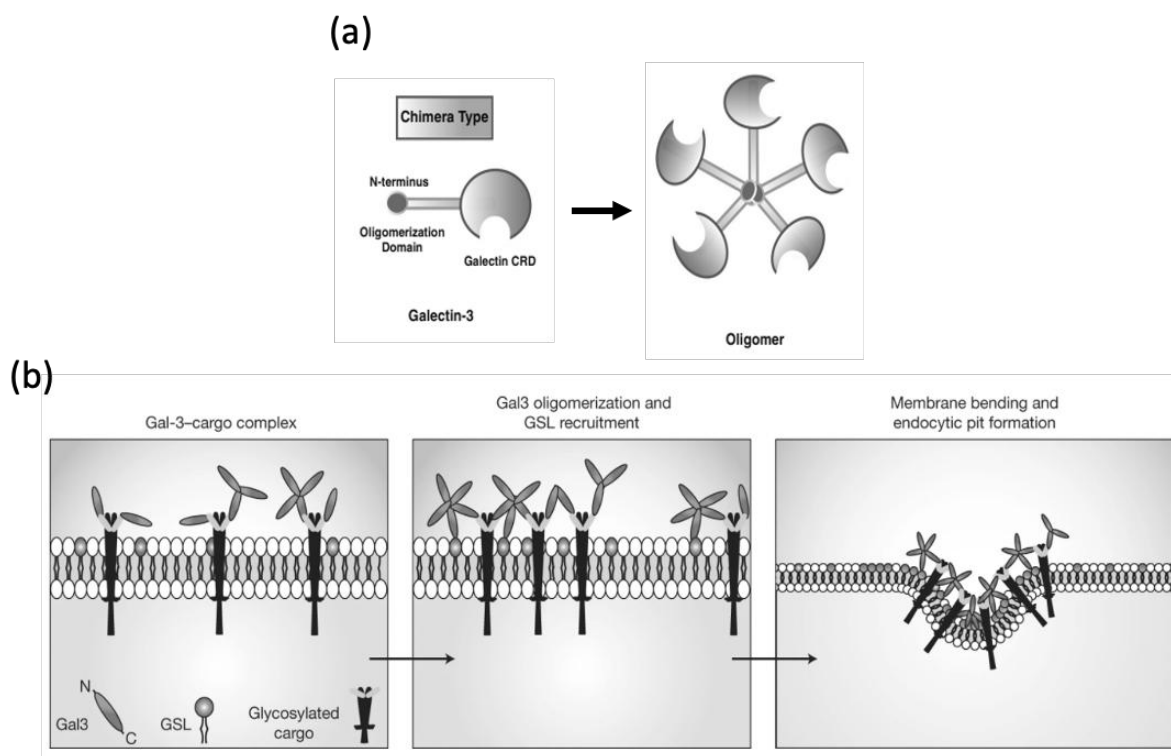 (a)
Chimera Type
N-terminus
Oligomerization
Domain
Galectin CRD
Galectin-3
Oligomer
(b)
Gal-3–cargo complex
Gal3 oligomerization and
GSL recruitment
Membrane bending and
endocytic pit formation
N
Gal3
C
GSL
Glycosylated
cargo